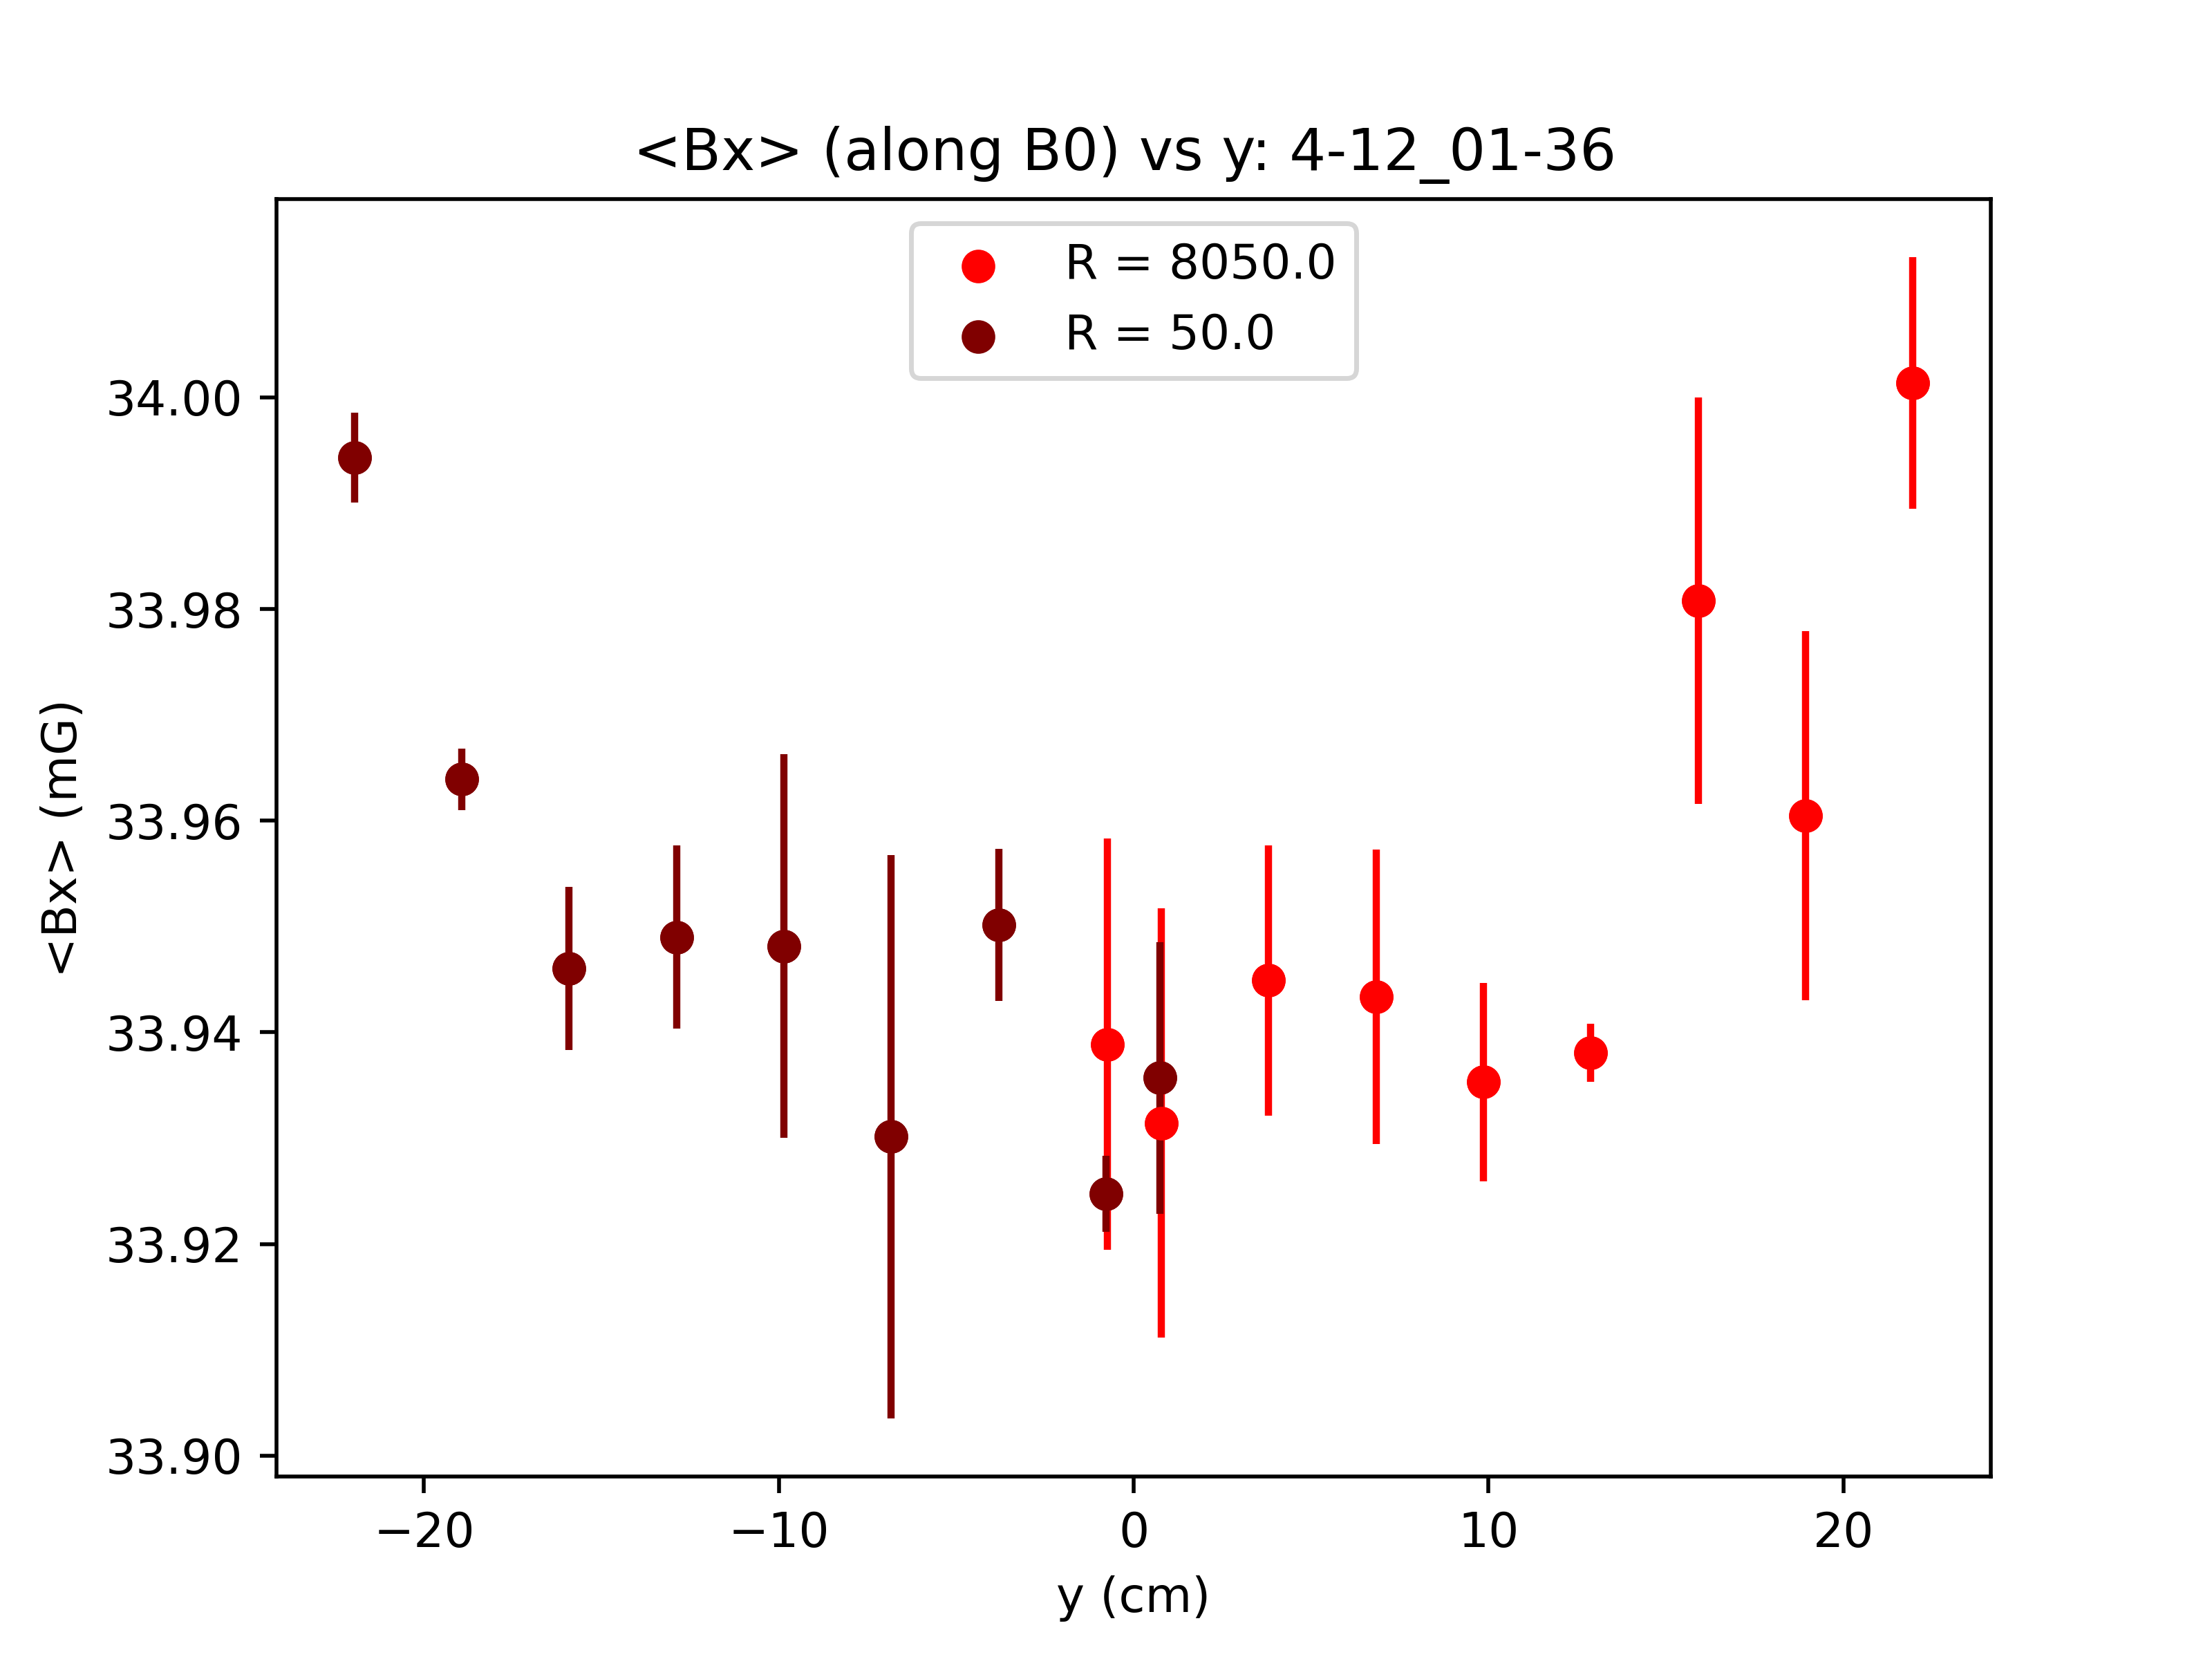 <Bx> (along B0) vs y: 4-12_01-36
R = 8050.0
R = 50.0
34.00
33.98
33.96
33.94
33.92
33.90
<Bx> (mG)
−20
−10
0
10
20
y (cm)